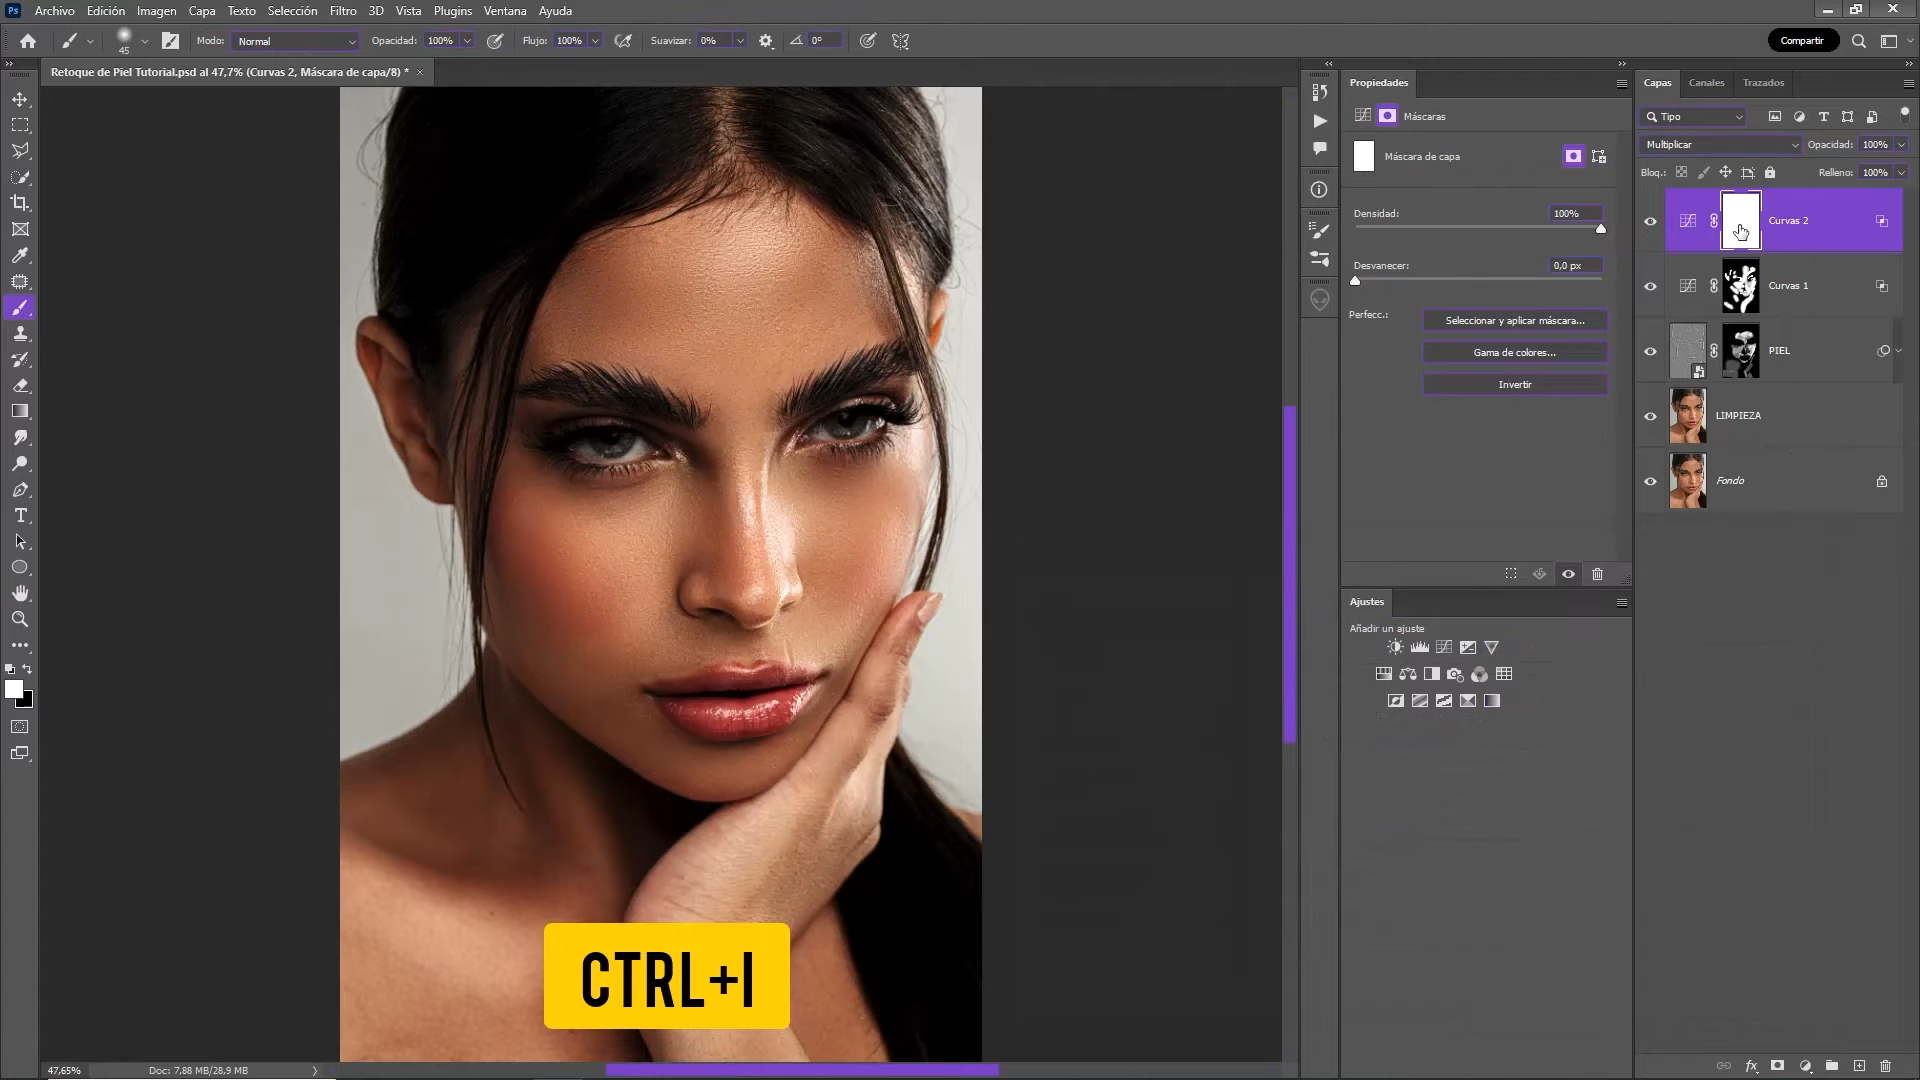 Ps Archivo Edición Imagen Capa Texto Selección Filtro 3D Vista Plugins Ventana Ayuda
45 Modo: Normal Opacidad: 100% Flujo: 100% Suavizar: 0% 0° Compartir
Retoque de Piel Tutorial.psd al 47,7% (Curvas 2, Máscara de capa/8) *
Propiedades
Máscaras
Máscara de capa
Densidad: 100%
Desvanecer: 0,0 px
Perfecc.: Seleccionar y aplicar máscara...
Gama de colores...
Invertir
Ajustes
Añadir un ajuste
Capas Canales Trazados
Tipo
Multiplicar Opacidad: 100%
Bloq.: Relleno: 100%
Curvas 2
Curvas 1
PIEL
LIMPIEZA
Fondo
CTRL+I
47,65% Doc: 7,88 MB/28,9 MB